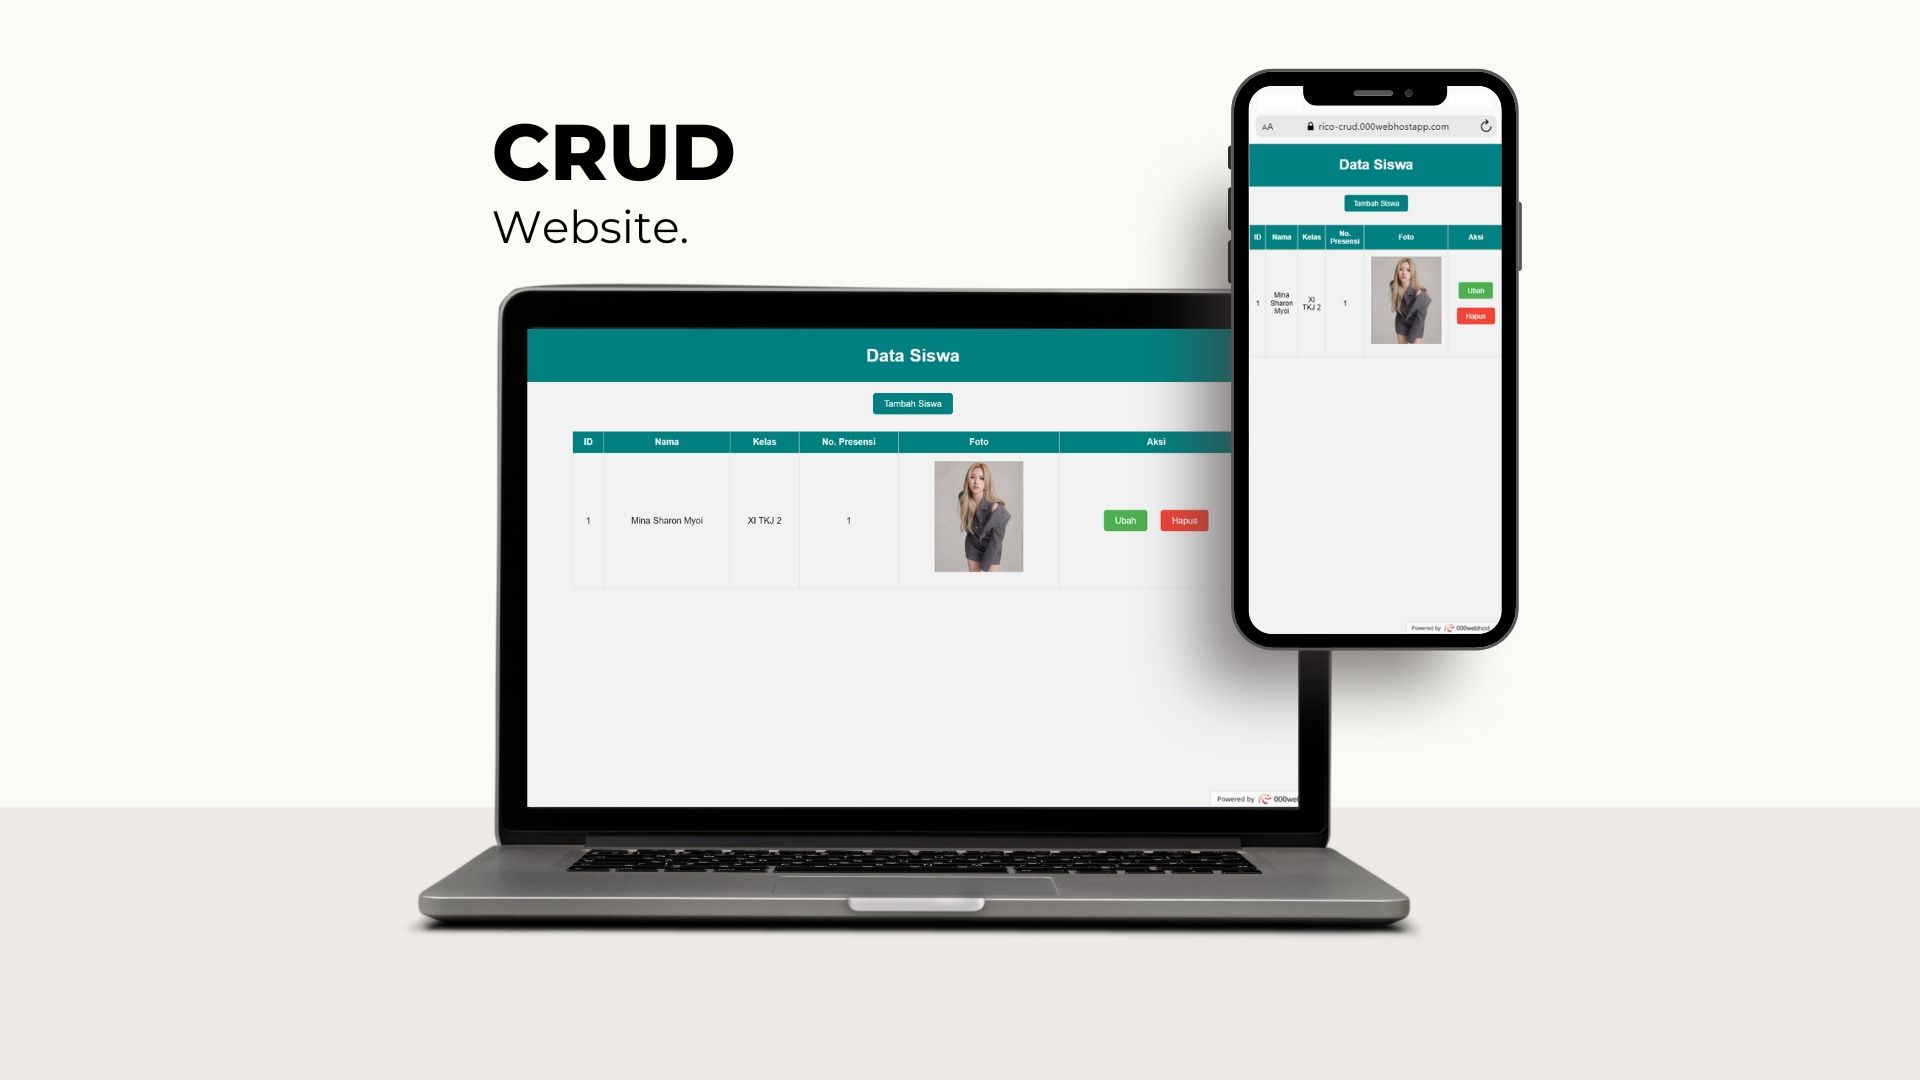 CRUD
Website.
Data Siswa
Tambah Siswa
ID Nama Kelas No. Presensi Foto Aksi
1 Mina Sharon Myoi XI TKJ 2 1 Ubah Hapus
Powered by
AA rico-crud.000webhostapp.com
Data Siswa
Tambah Siswa
ID Nama Kelas No. Presensi Foto Aksi
1 Mina Sharon Myoi XI TKJ 2 1 Ubah
Hapus
Powered by 000webhost